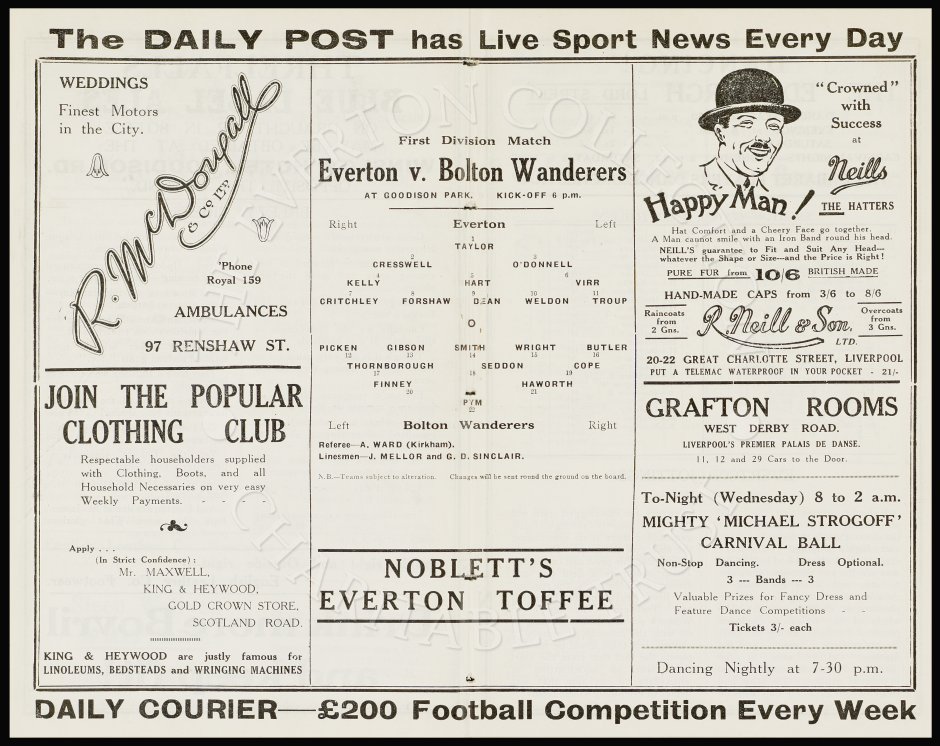 The DAILY POST has Live Sport News Every Day
WEDDINGS
Finest Motors
in the City.
R. McDougall
& Co LTD
'Phone
Royal 159
AMBULANCES
97 RENSHAW ST.
JOIN THE POPULAR
CLOTHING CLUB
Respectable householders supplied
with Clothing, Boots, and all
Household Necessaries on very easy
Weekly Payments. - - - -
Apply . . .
(In Strict Confidence) :
Mr. MAXWELL,
KING & HEYWOOD,
GOLD CROWN STORE,
SCOTLAND ROAD.
KING & HEYWOOD are justly famous for
LINOLEUMS, BEDSTEADS and WRINGING MACHINES
First Division Match
Everton v. Bolton Wanderers
AT GOODISON PARK. KICK-OFF 6 p.m.
Right Everton Left
1
TAYLOR
2 3
CRESSWELL O'DONNELL
4 5 6
KELLY HART VIRR
7 8 9 10 11
CRITCHLEY FORSHAW DEAN WELDON TROUP
O
PICKEN GIBSON SMITH WRIGHT BUTLER
12 13 14 15 16
THORNBOROUGH SEDDON COPE
17 18 19
FINNEY HAWORTH
20 21
PYM
22
Left Bolton Wanderers Right
Referee—A. WARD (Kirkham).
Linesmen—J. MELLOR and G. D. SINCLAIR.
N.B.—Teams subject to alteration. Changes will be sent round the ground on the board.
NOBLETT'S
EVERTON TOFFEE
"Crowned"
with
Success
at
Neills
THE HATTERS
Happy Man!
Hat Comfort and a Cheery Face go together.
A Man cannot smile with an Iron Band round his head.
NEILL'S guarantee to Fit and Suit Any Head—
whatever the Shape or Size—and the Price is Right!
PURE FUR from 10/6 BRITISH MADE
HAND-MADE CAPS from 3/6 to 8/6
Raincoats
from
2 Gns.
R. Neill & Son.
LTD.
Overcoats
from
3 Gns.
20-22 GREAT CHARLOTTE STREET, LIVERPOOL
PUT A TELEMAC WATERPROOF IN YOUR POCKET - 21/-
GRAFTON ROOMS
WEST DERBY ROAD.
LIVERPOOL'S PREMIER PALAIS DE DANSE.
11, 12 and 29 Cars to the Door.
To-Night (Wednesday) 8 to 2 a.m.
MIGHTY 'MICHAEL STROGOFF'
CARNIVAL BALL
Non-Stop Dancing. Dress Optional.
3 --- Bands --- 3
Valuable Prizes for Fancy Dress and
Feature Dance Competitions - -
Tickets 3/- each
Dancing Nightly at 7-30 p.m.
DAILY COURIER—£200 Football Competition Every Week
THE EVERTON COLLECTION
CHARITABLE TRUST